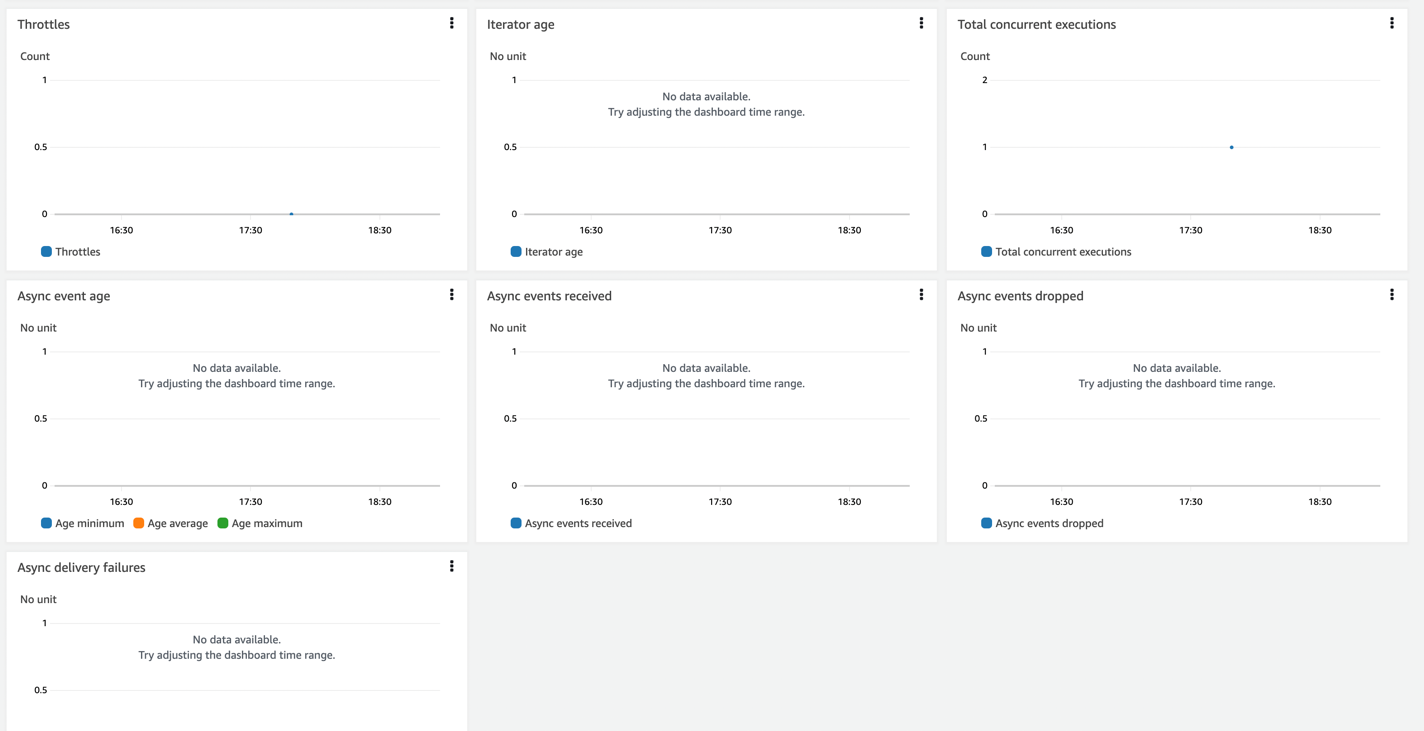 Throttles
Count
1
0.5
0
16:30 17:30 18:30
Throttles
Iterator age
No unit
1
No data available.
Try adjusting the dashboard time range.
0.5
0
16:30 17:30 18:30
Iterator age
Total concurrent executions
Count
2
1
0
16:30 17:30 18:30
Total concurrent executions
Async event age
No unit
1
No data available.
Try adjusting the dashboard time range.
0.5
0
16:30 17:30 18:30
Age minimum Age average Age maximum
Async events received
No unit
1
No data available.
Try adjusting the dashboard time range.
0.5
0
16:30 17:30 18:30
Async events received
Async events dropped
No unit
1
No data available.
Try adjusting the dashboard time range.
0.5
0
16:30 17:30 18:30
Async events dropped
Async delivery failures
No unit
1
No data available.
Try adjusting the dashboard time range.
0.5